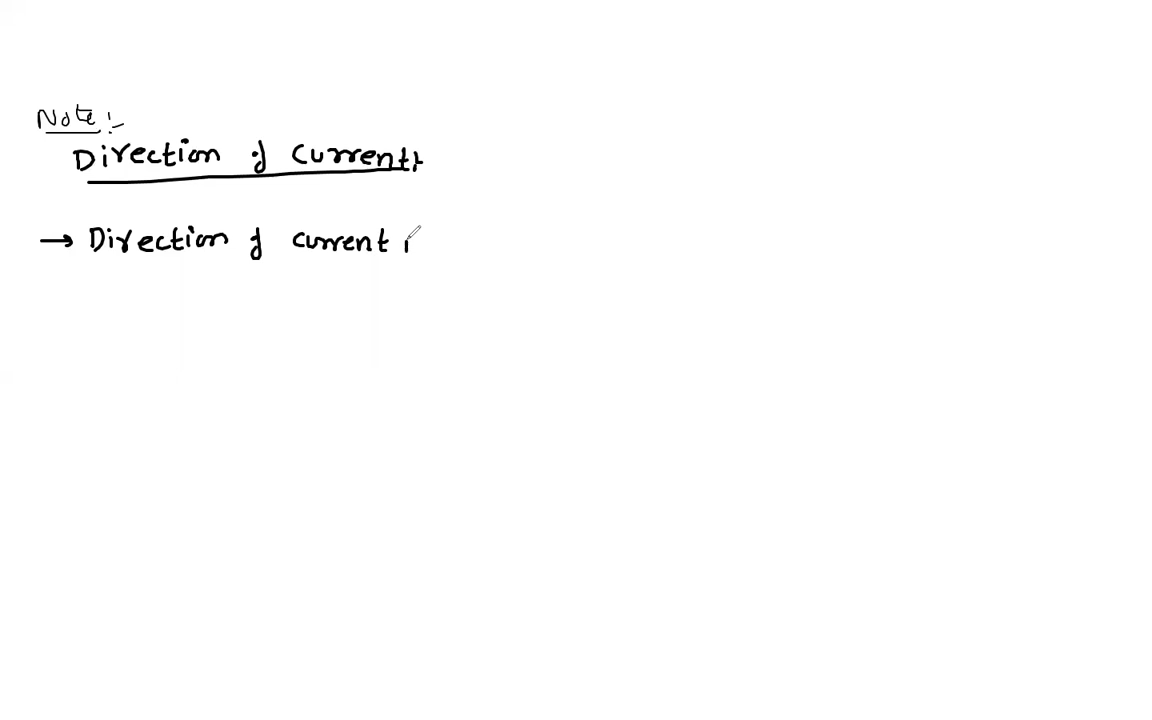 Note:-
Direction of Current:
→ Direction of current i